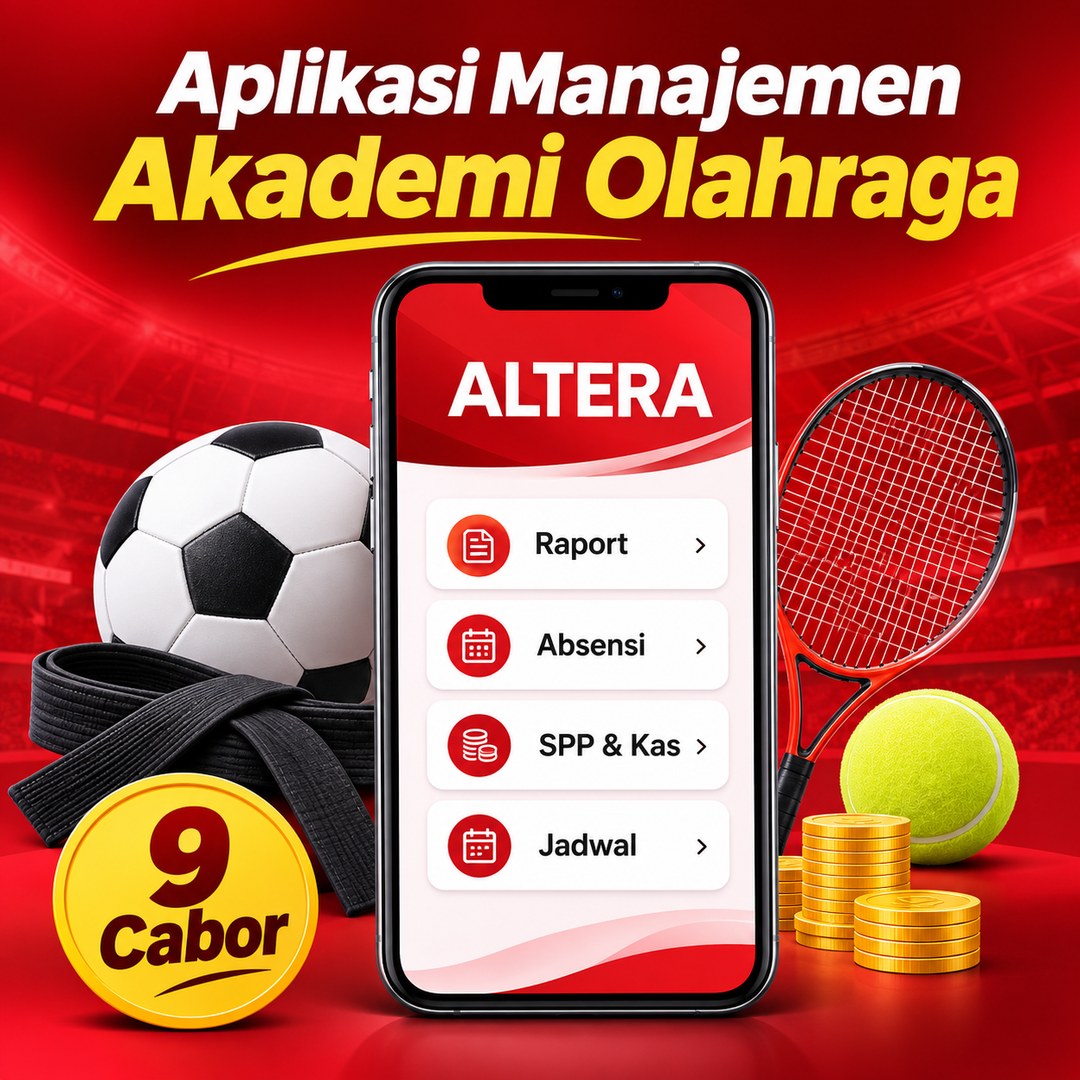 Aplikasi Manajemen
Akademi Olahraga
ALTERA
Raport
Absensi
SPP & Kas
Jadwal
9
Cabor